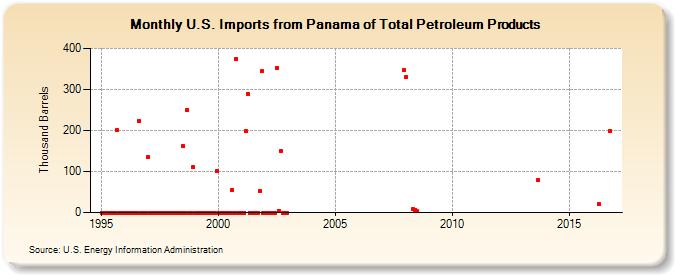 Monthly U.S. Imports from Panama of Total Petroleum Products
Thousand Barrels
400
300
200
100
0
1995 2000 2005 2010 2015
Source: U.S. Energy Information Administration